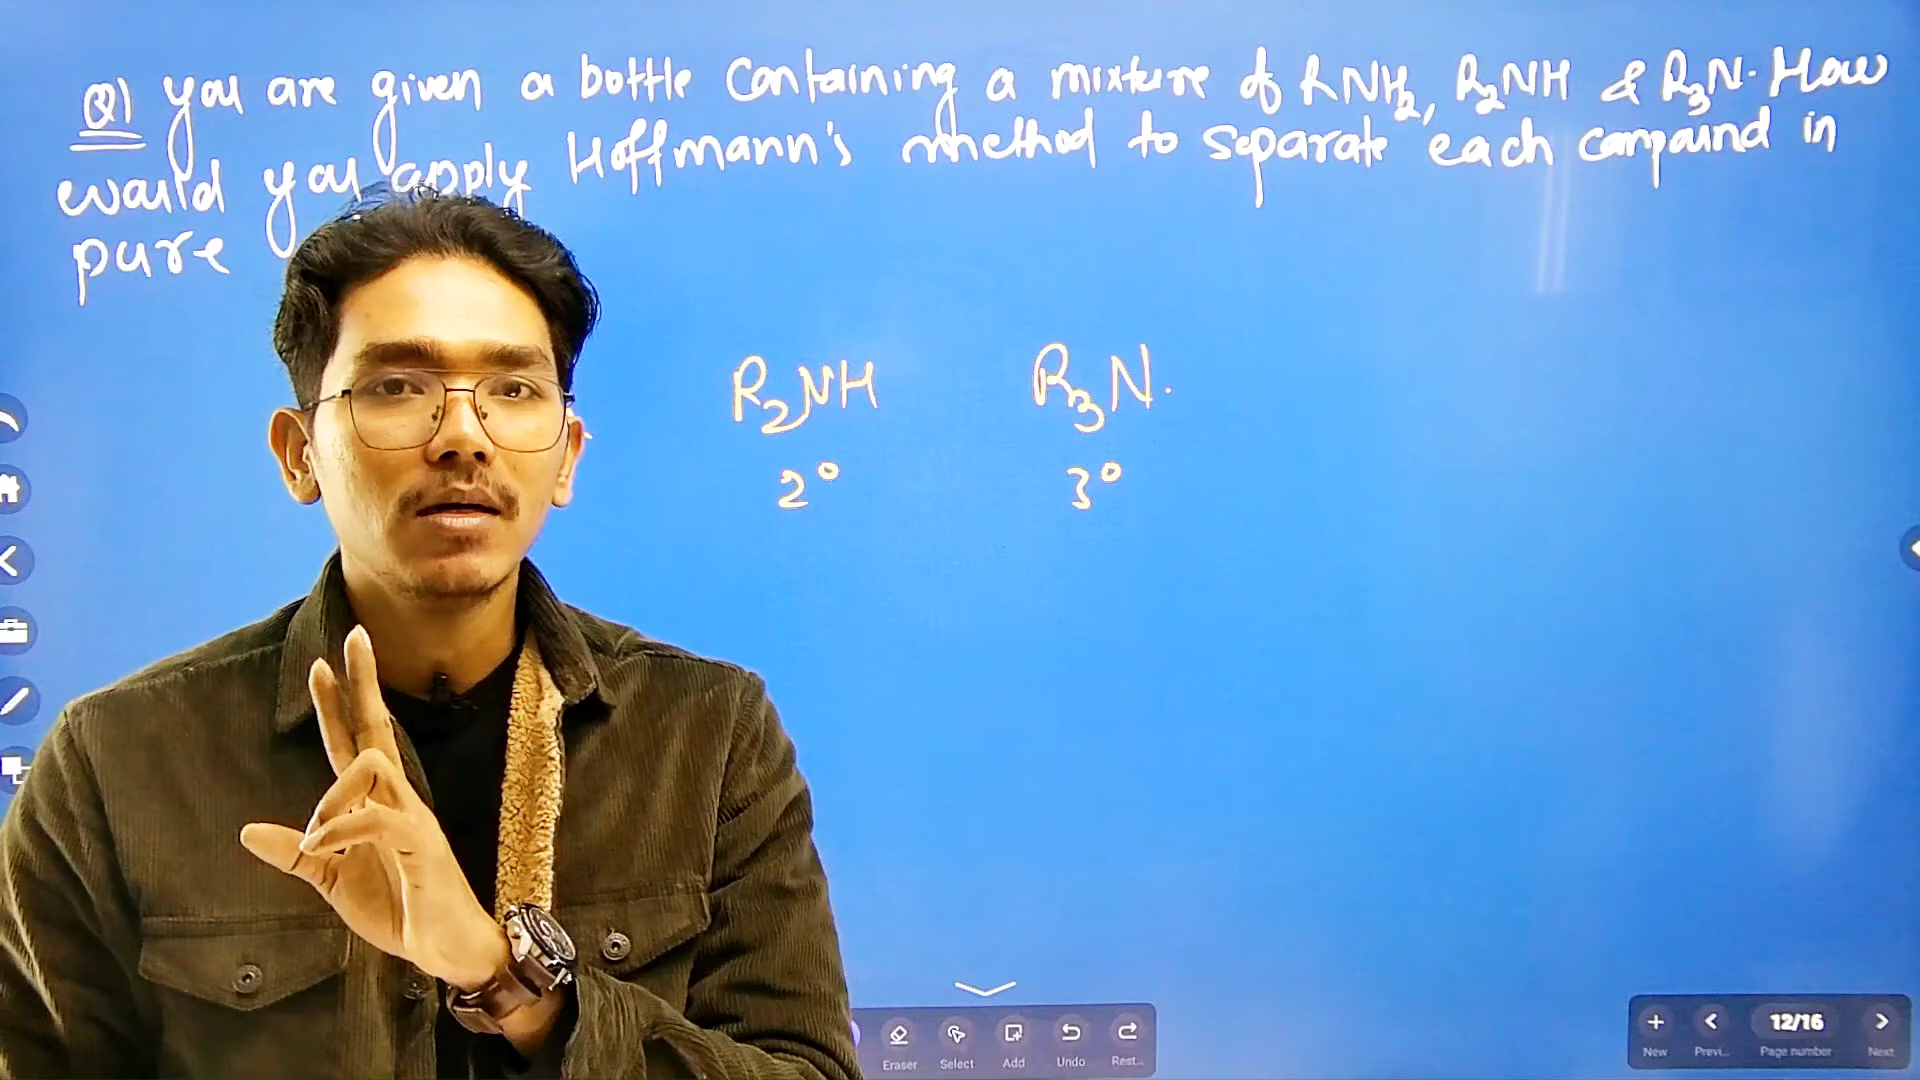 Q1 you are given a bottle containing a mixture of RNH₂, R₂NH & R₃N. How
would you apply Hoffmann's method to separate each compound in
pure
R₂NH R₃N.
2° 3°
Eraser Select Add Undo Rest...
New Previ... 12/16 Page number Next